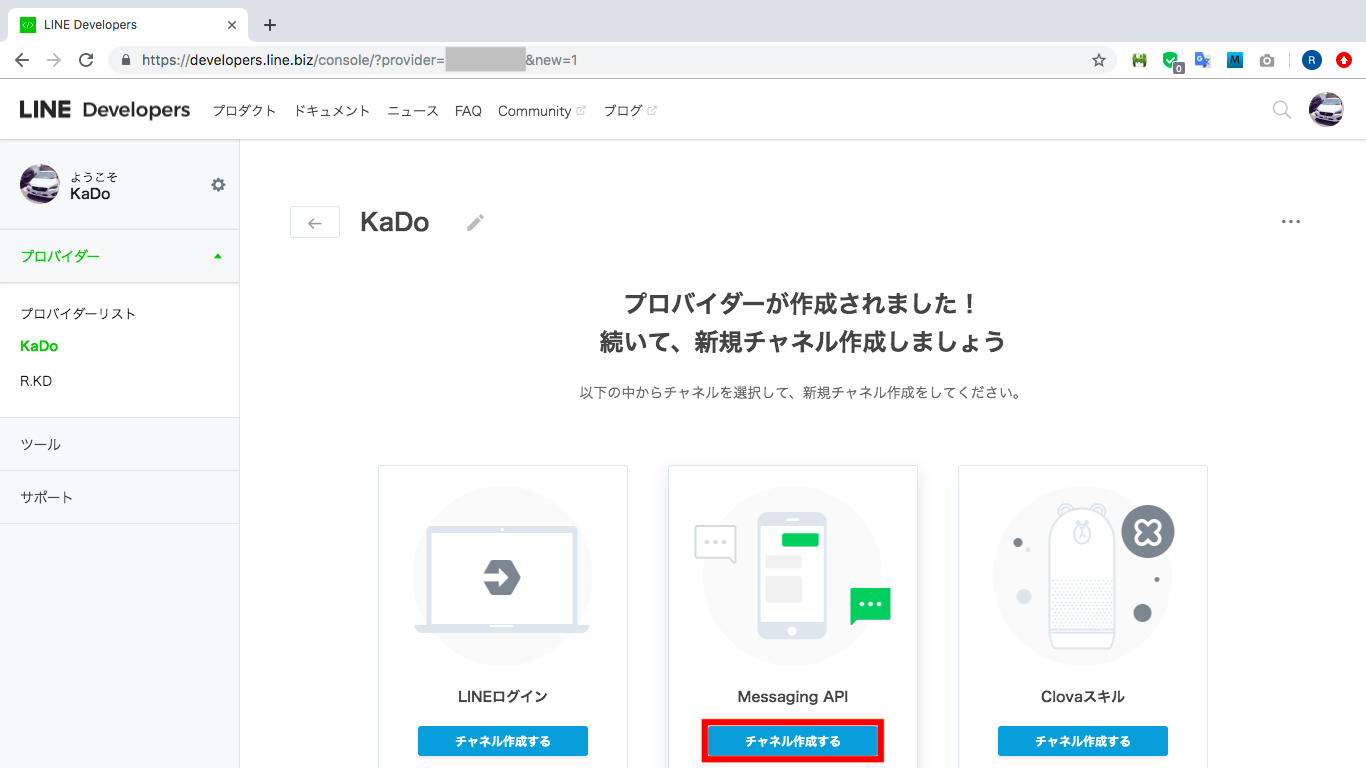 LINE Developers
https://developers.line.biz/console/?provider= &new=1
0
M
R
LINE Developers プロダクト ドキュメント ニュース FAQ Community ブログ
ようこそ
KaDo
プロバイダー
プロバイダーリスト
KaDo
R.KD
ツール
サポート
KaDo
プロバイダーが作成されました！
続いて、新規チャネル作成しましょう
以下の中からチャネルを選択して、新規チャネル作成をしてください。
LINEログイン
チャネル作成する
Messaging API
チャネル作成する
Clovaスキル
チャネル作成する